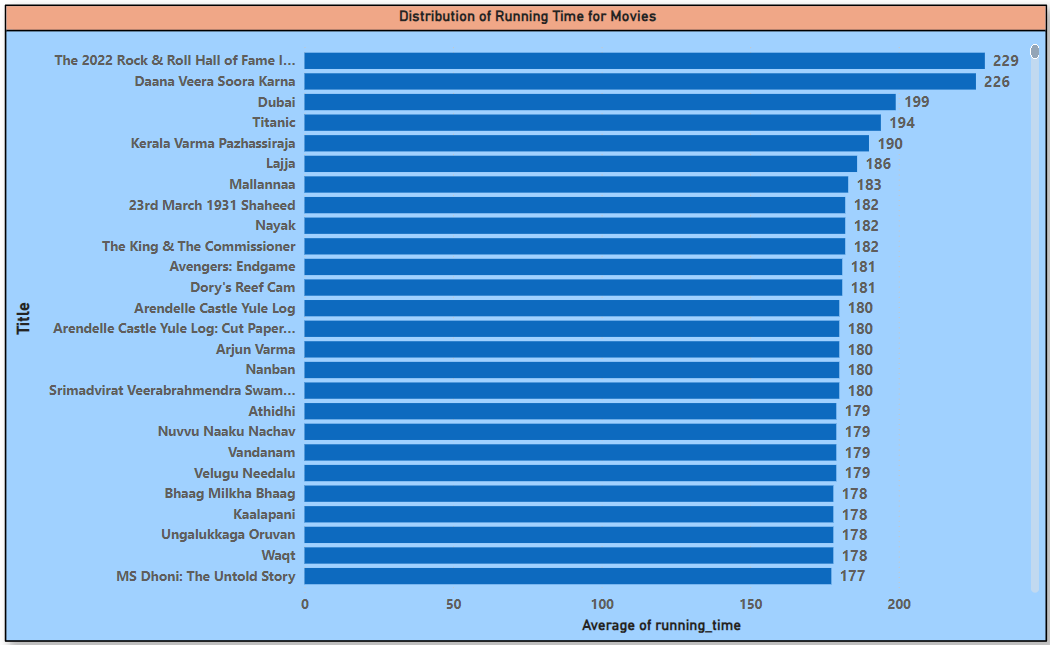 Distribution of Running Time for Movies
The 2022 Rock & Roll Hall of Fame I... 229
Daana Veera Soora Karna 226
Dubai 199
Titanic 194
Kerala Varma Pazhassiraja 190
Lajja 186
Mallannaa 183
23rd March 1931 Shaheed 182
Nayak 182
The King & The Commissioner 182
Avengers: Endgame 181
Dory's Reef Cam 181
Arendelle Castle Yule Log 180
Arendelle Castle Yule Log: Cut Paper... 180
Arjun Varma 180
Nanban 180
Srimadvirat Veerabrahmendra Swam... 180
Athidhi 179
Nuvvu Naaku Nachav 179
Vandanam 179
Velugu Needalu 179
Bhaag Milkha Bhaag 178
Kaalapani 178
Ungalukkaga Oruvan 178
Waqt 178
MS Dhoni: The Untold Story 177
Title
0 50 100 150 200
Average of running_time